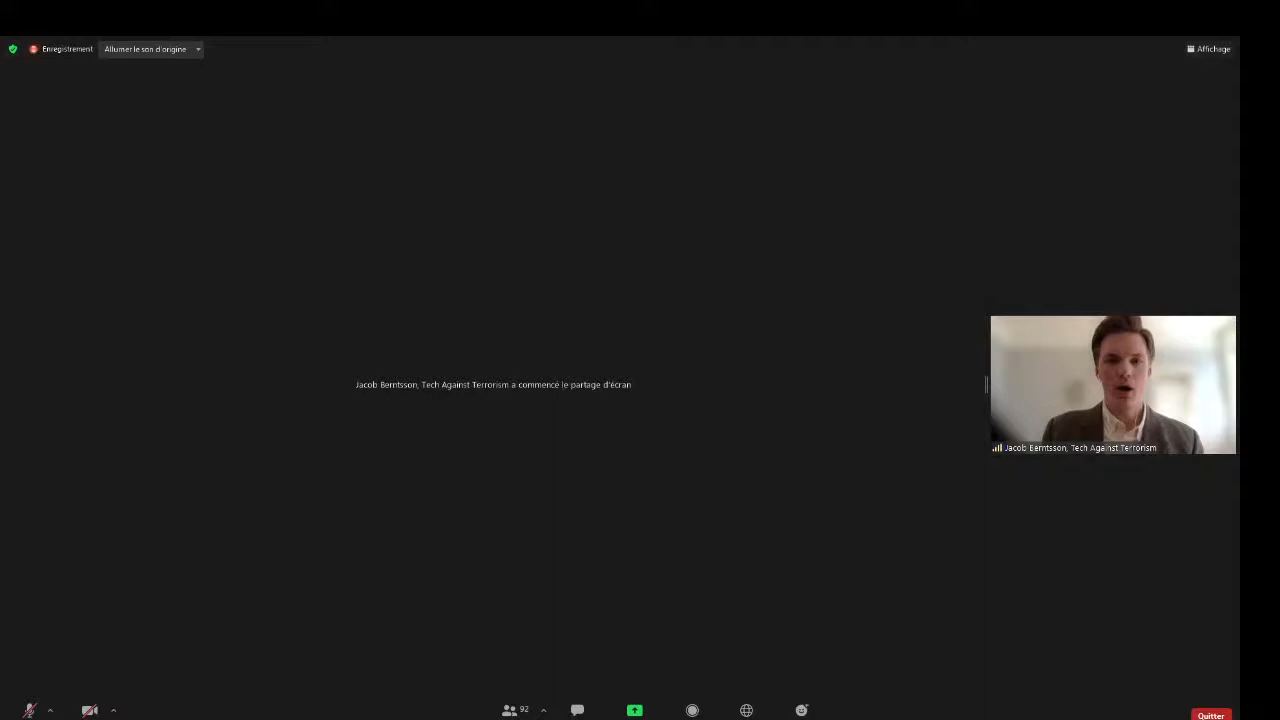 Enregistrement
Allumer le son d'origine
Affichage
Jacob Berntsson, Tech Against Terrorism a commencé le partage d'écran
Jacob Berntsson, Tech Against Terrorism
92
Quitter